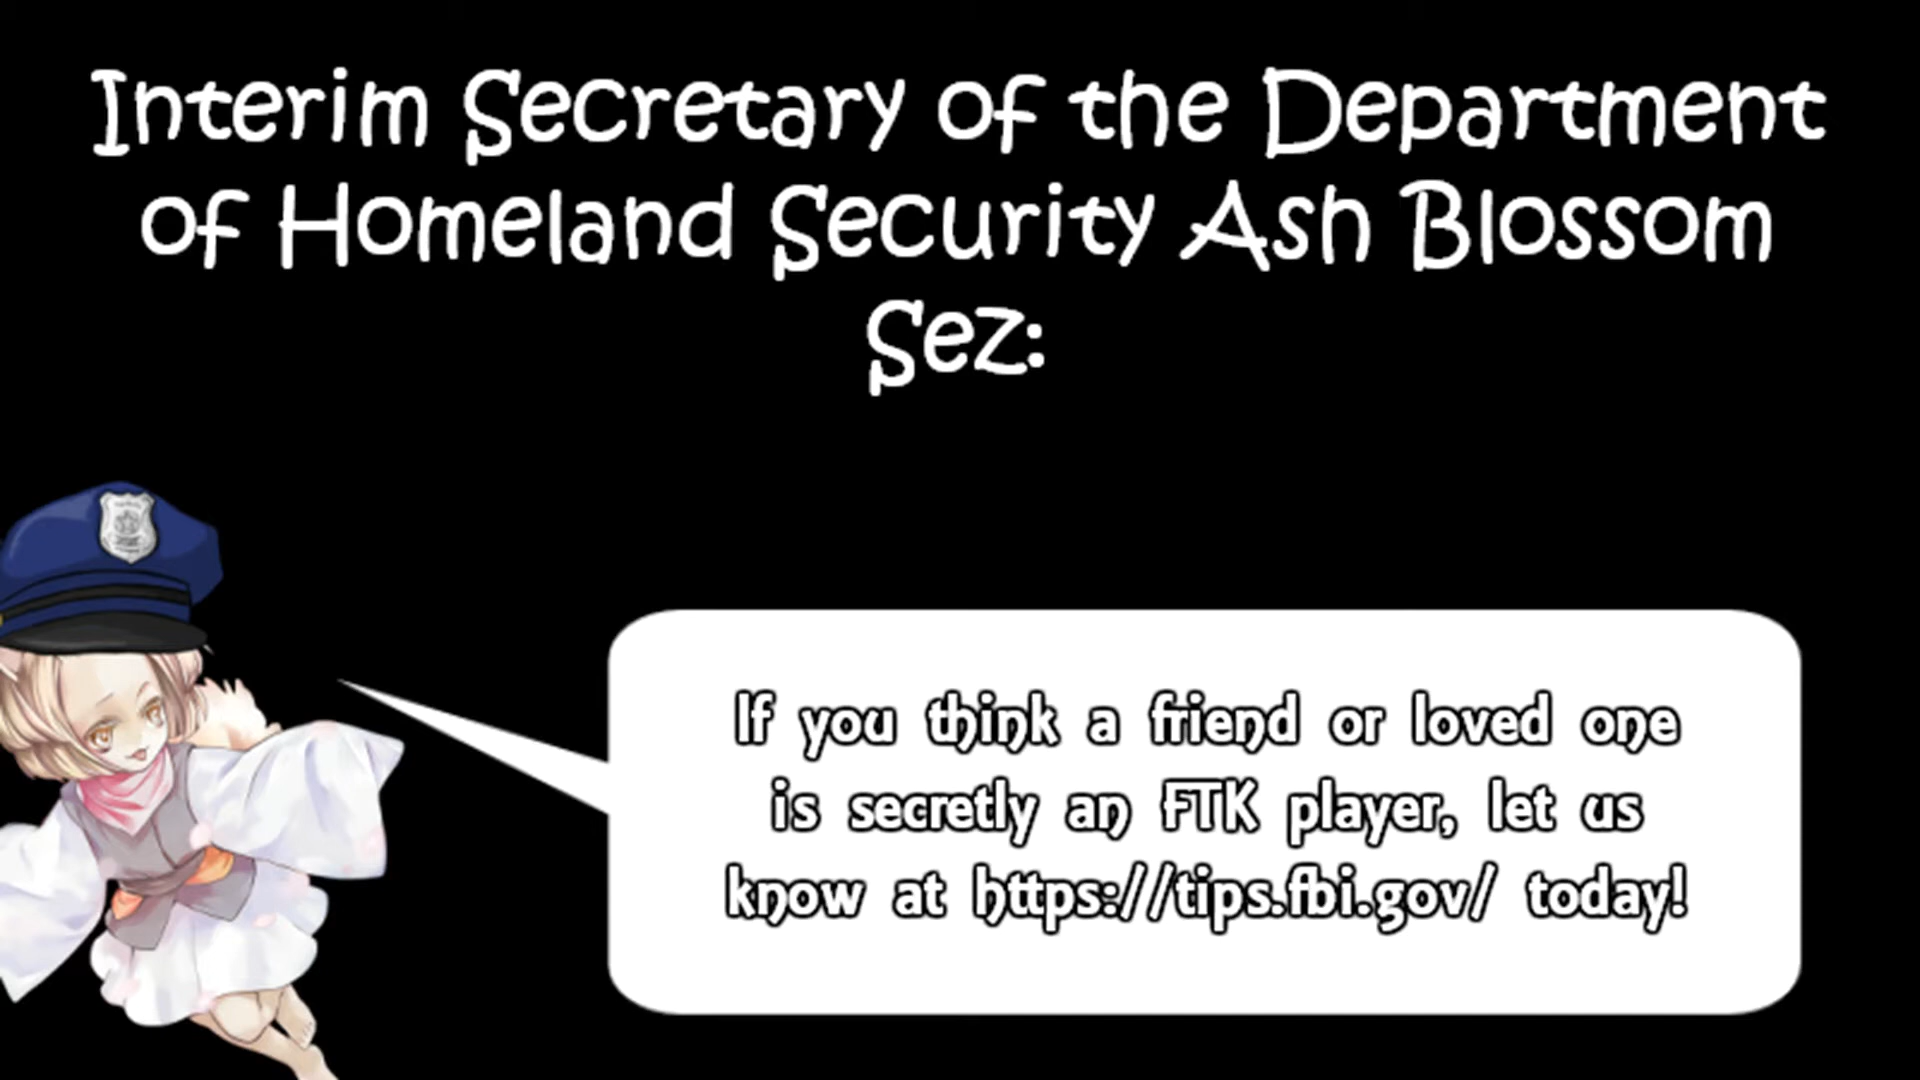 Interim Secretary of the Department
of Homeland Security Ash Blossom
Sez:
If you think a friend or loved one
is secretly an FTK player, let us
know at https://tips.fbi.gov/ today!